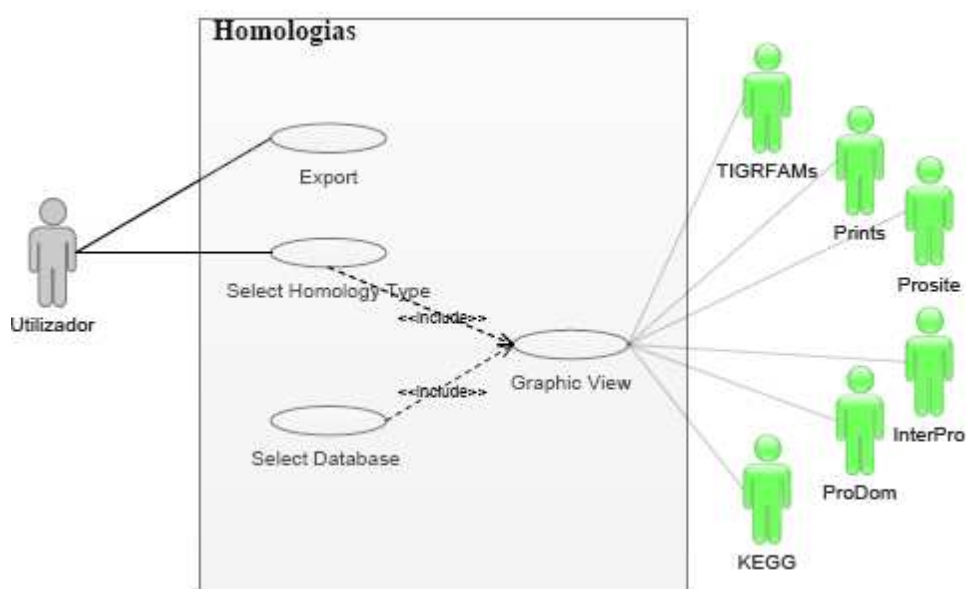 Homologias
Export
Select Homology Type
<<include>>
Graphic View
<<include>>
Select Database
Utilizador
TIGRFAMs
Prints
Prosite
InterPro
ProDom
KEGG